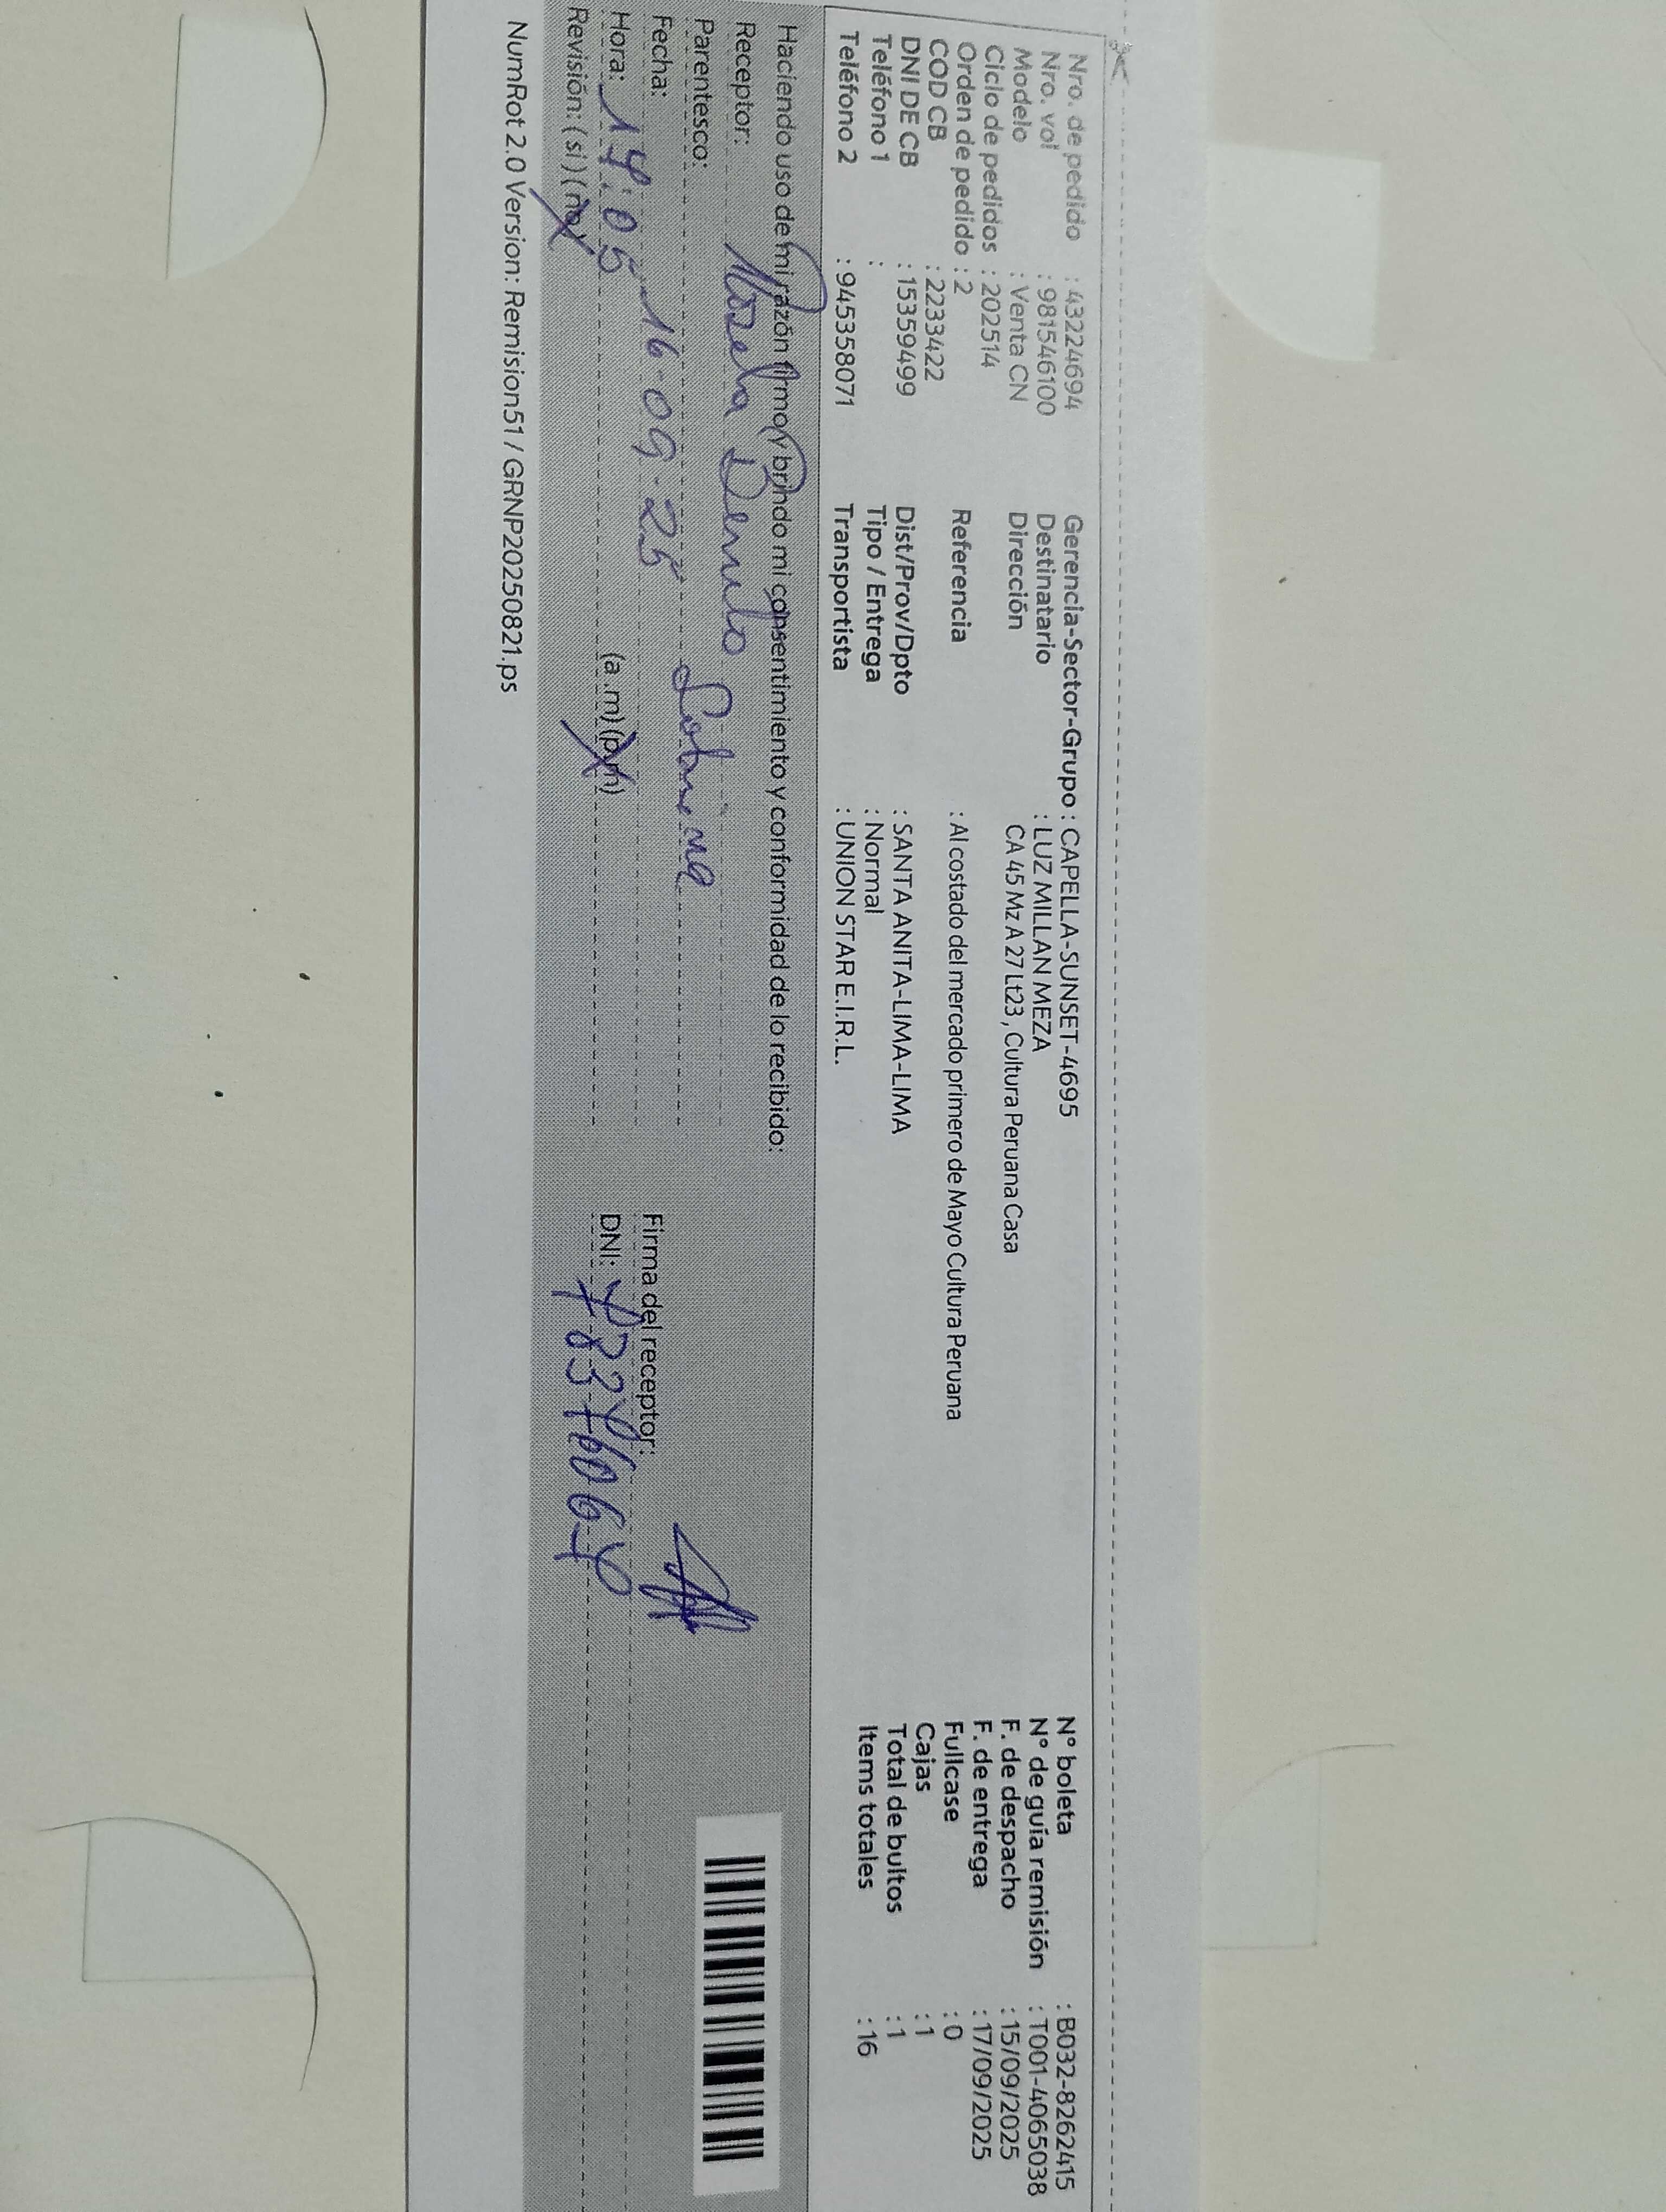 Nro. de pedido : 43224694
Nro. vol : 981546100
Modelo : Venta CN
Ciclo de pedidos : 202514
Orden de pedido : 2
COD CB : 2233422
DNI DE CB : 15359499
Teléfono 1 :
Teléfono 2 : 945358071
Gerencia-Sector-Grupo : CAPELLA-SUNSET-4695
Destinatario : LUZ MILLAN MEZA
Dirección CA 45 Mz A 27 Lt23, Cultura Peruana Casa
Referencia : Al costado del mercado primero de Mayo Cultura Peruana
Dist/Prov/Dpto : SANTA ANITA-LIMA-LIMA
Tipo / Entrega : Normal
Transportista : UNION STAR E.I.R.L.
N° boleta : B032-8262415
N° de guía remisión : T001-4065038
F. de despacho : 15/09/2025
F. de entrega : 17/09/2025
Fullcase : 0
Cajas : 1
Total de bultos : 1
Items totales : 16
Haciendo uso de mi razón firmo y brindo mi consentimiento y conformidad de lo recibido:
Receptor:
Parentesco:
Fecha: 16-09-25
Hora: 14:05 (a .m) (p.m)
Revisión: ( si ) ( no )
Firma del receptor:
DNI:
NumRot 2.0 Version: Remision51 / GRNP20250821.ps